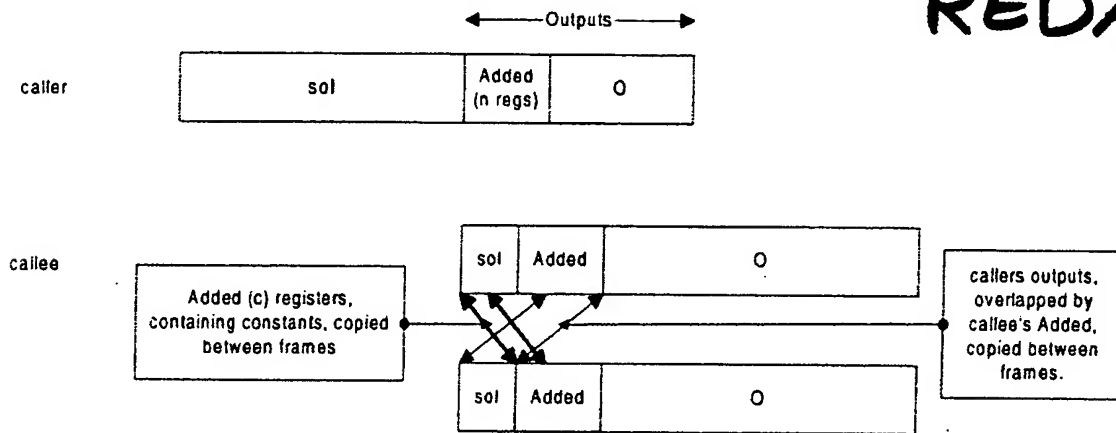 Outputs
caller
sol
Added
(n regs)
O
callee
sol
Added
O
Added (c) registers,
containing constants, copied
between frames
callers outputs,
overlapped by
callee's Added,
copied between
frames.
sol
Added
O